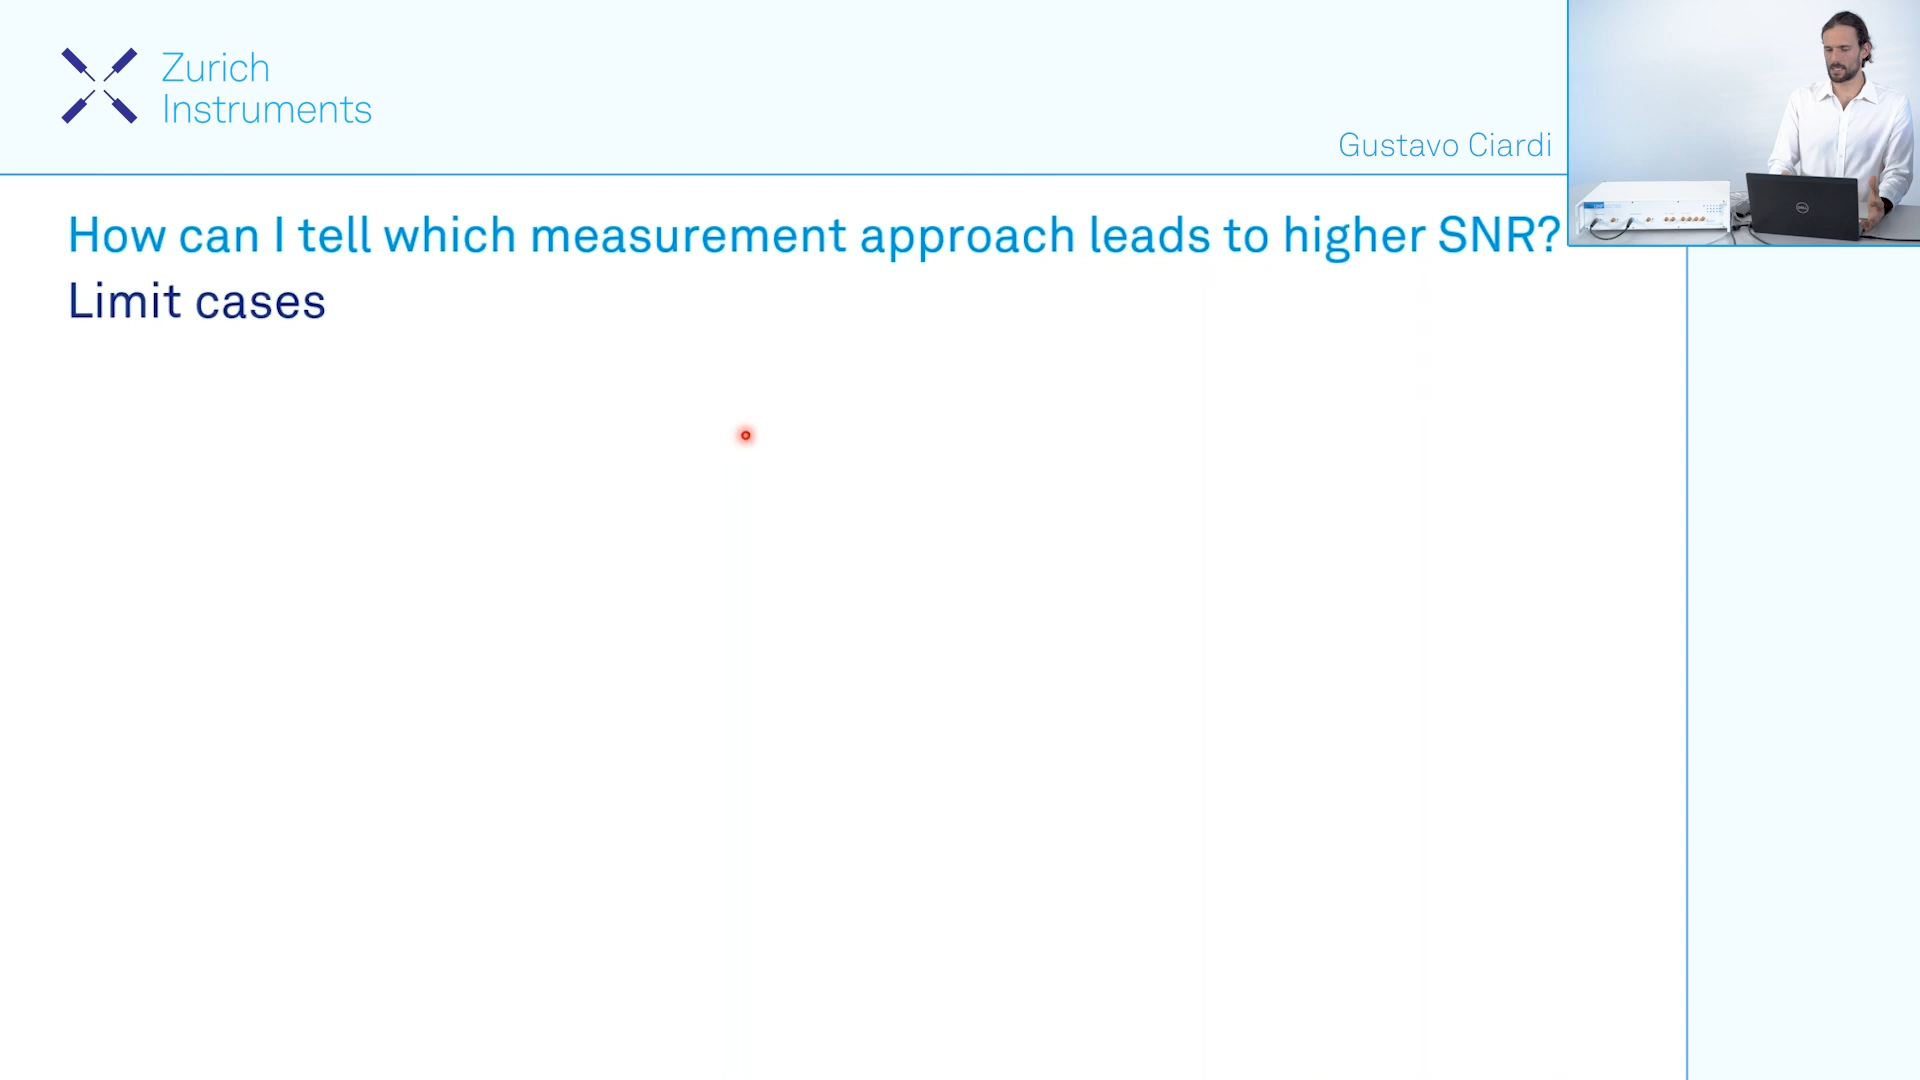 Zurich
Instruments
Gustavo Ciardi
How can I tell which measurement approach leads to higher SNR?
Limit cases